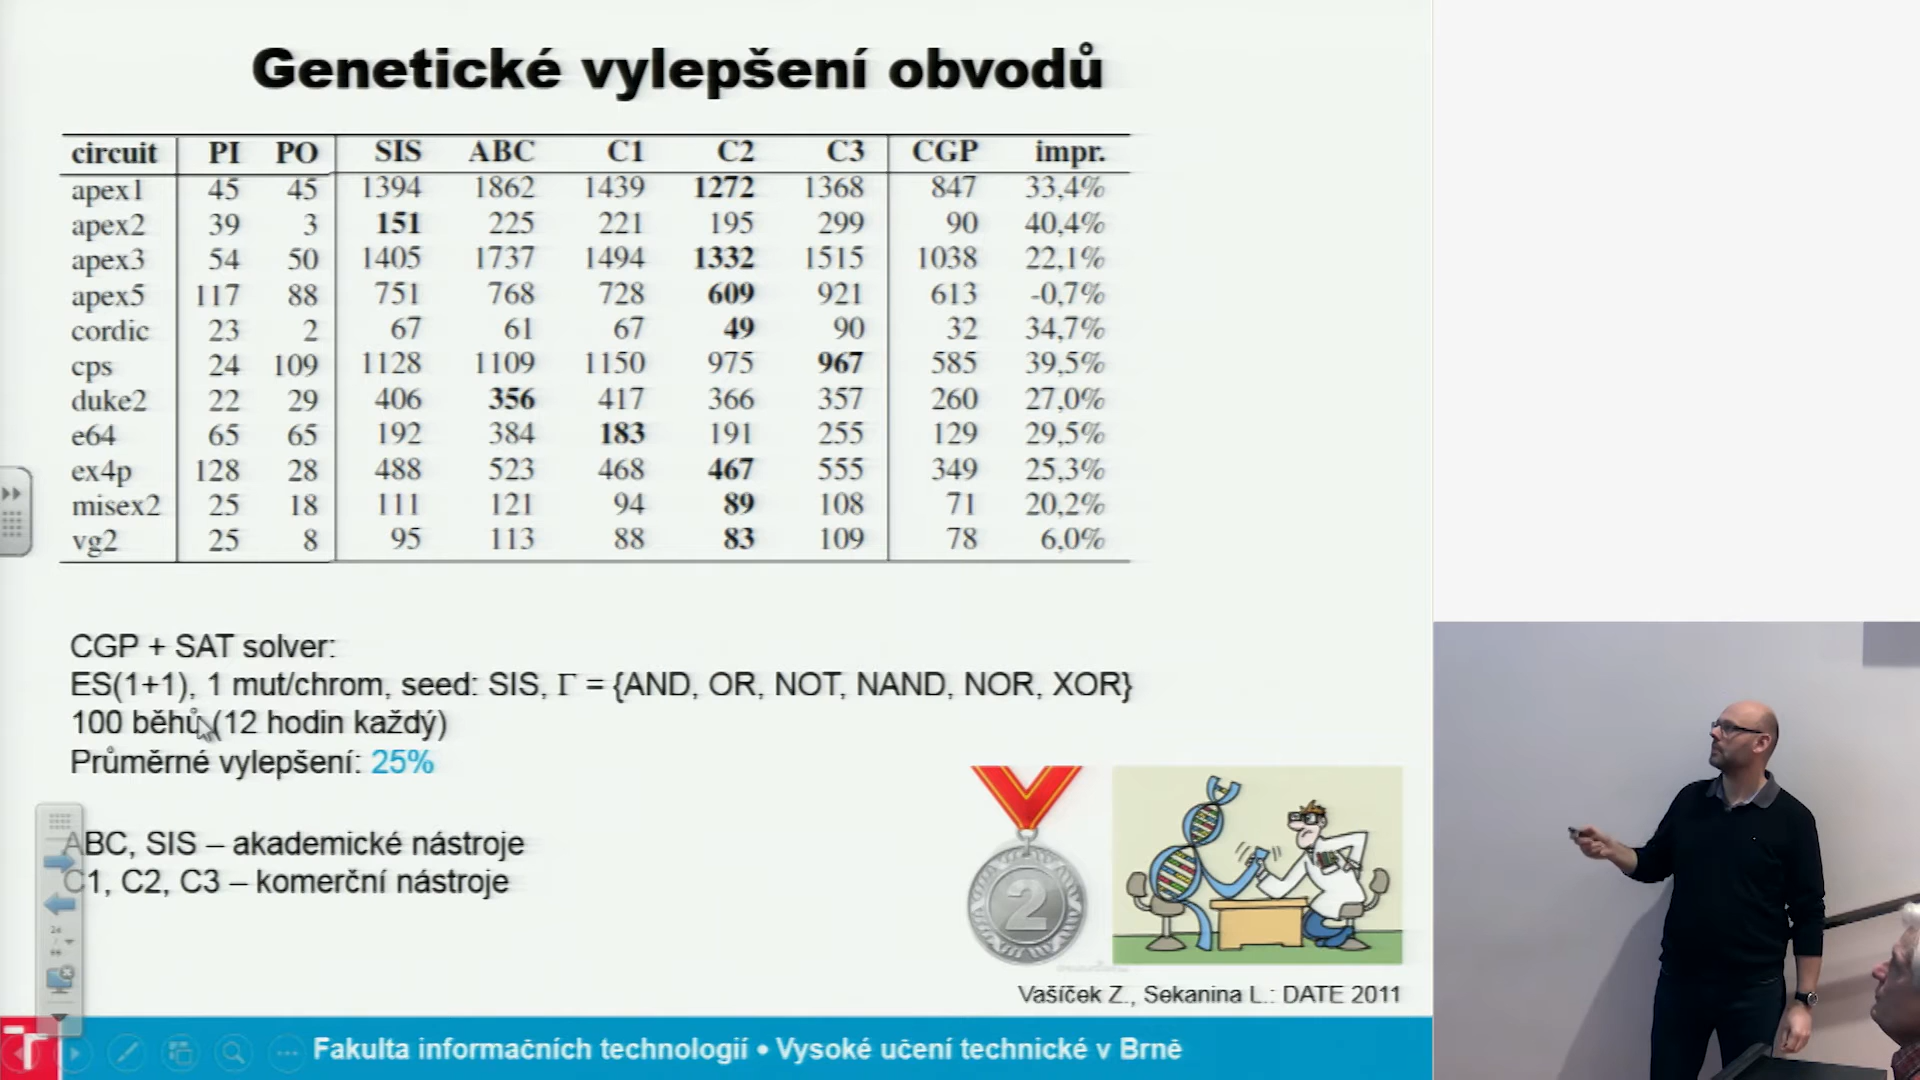 Genetické vylepšení obvodů
circuit PI PO SIS ABC C1 C2 C3 CGP impr.
apex1 45 45 1394 1862 1439 1272 1368 847 33,4%
apex2 39 3 151 225 221 195 299 90 40,4%
apex3 54 50 1405 1737 1494 1332 1515 1038 22,1%
apex5 117 88 751 768 728 609 921 613 -0,7%
cordic 23 2 67 61 67 49 90 32 34,7%
cps 24 109 1128 1109 1150 975 967 585 39,5%
duke2 22 29 406 356 417 366 357 260 27,0%
e64 65 65 192 384 183 191 255 129 29,5%
ex4p 128 28 488 523 468 467 555 349 25,3%
misex2 25 18 111 121 94 89 108 71 20,2%
vg2 25 8 95 113 88 83 109 78 6,0%
CGP + SAT solver:
ES(1+1), 1 mut/chrom, seed: SIS, Γ = {AND, OR, NOT, NAND, NOR, XOR}
100 běhů (12 hodin každý)
Průměrné vylepšení: 25%
ABC, SIS – akademické nástroje
C1, C2, C3 – komerční nástroje
2
Vašíček Z., Sekanina L.: DATE 2011
Fakulta informačních technologií • Vysoké učení technické v Brně